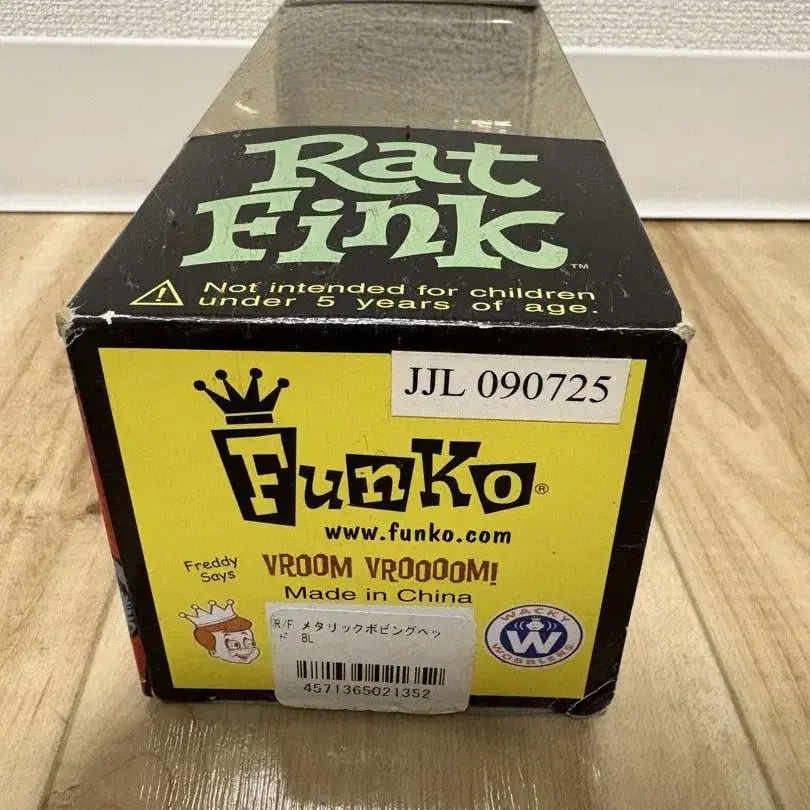 Rat
Fink™
Not intended for children
under 5 years of age.
JJL 090725
Funko®
www.funko.com
Freddy
Says
VROOM VROOOOM!
Made in China
R/F メタリックボビングヘッ
ド BL
4571365021352
WACKY
W
WOBBLERS